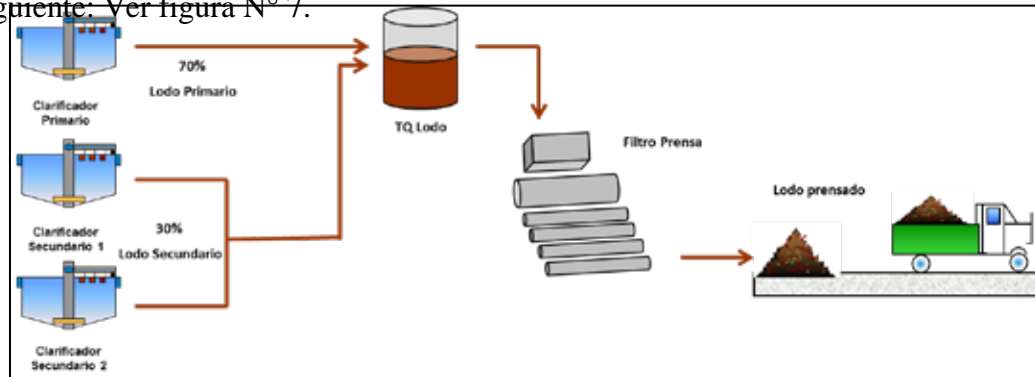 guiente: Ver figura N° 7.
Clarificador
Primario
70%
Lodo Primario
TQ Lodo
Filtro Prensa
Lodo prensado
Clarificador
Secundario 1
30%
Lodo Secundario
Clarificador
Secundario 2